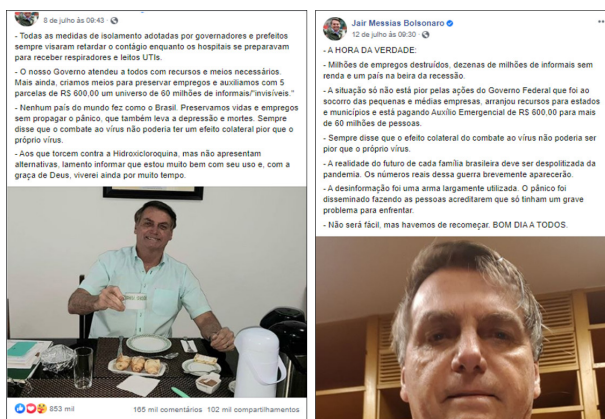 8 de julho às 09:43 ·
- Todas as medidas de isolamento adotadas por governadores e prefeitos
sempre visaram retardar o contágio enquanto os hospitais se preparavam
para receber respiradores e leitos UTIs.
- O nosso Governo atendeu a todos com recursos e meios necessários.
Mais ainda, criamos meios para preservar empregos e auxiliamos com 5
parcelas de R$ 600,00 um universo de 60 milhões de informais/"invisíveis."
- Nenhum país do mundo fez como o Brasil. Preservamos vidas e empregos
sem propagar o pânico, que também leva a depressão e mortes. Sempre
disse que o combate ao vírus não poderia ter um efeito colateral pior que o
próprio vírus.
- Aos que torcem contra a Hidroxicloroquina, mas não apresentam
alternativas, lamento informar que estou muito bem com seu uso e, com a
graça de Deus, viverei ainda por muito tempo.
853 mil
165 mil comentários 102 mil compartilhamentos
Jair Messias Bolsonaro
12 de julho às 09:30 ·
- A HORA DA VERDADE:
- Milhões de empregos destruídos, dezenas de milhões de informais sem
renda e um país na beira da recessão.
- A situação só não está pior pelas ações do Governo Federal que foi ao
socorro das pequenas e médias empresas, arranjou recursos para estados
e municípios e está pagando Auxílio Emergencial de R$ 600,00 para mais
de 60 milhões de pessoas.
- Sempre disse que o efeito colateral do combate ao vírus não poderia ser
pior que o próprio vírus.
- A realidade do futuro de cada família brasileira deve ser despolitizada da
pandemia. Os números reais dessa guerra brevemente aparecerão.
- A desinformação foi uma arma largamente utilizada. O pânico foi
disseminado fazendo as pessoas acreditarem que só tinham um grave
problema para enfrentar.
- Não será fácil, mas havemos de recomeçar. BOM DIA A TODOS.